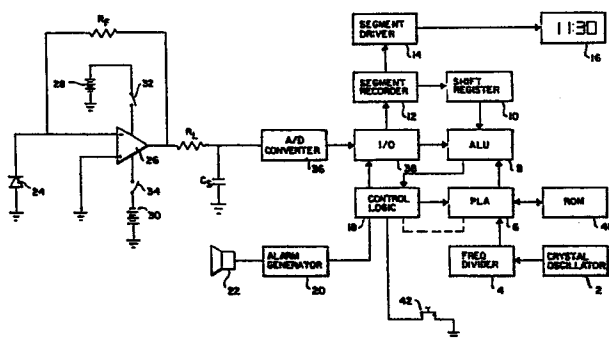 RF
SEGMENT
DRIVER
14
11:30
16
28
32
SEGMENT
RECORDER
12
SHIFT
REGISTER
10
26
RL
A/D
CONVERTER
36
I/O
38
ALU
8
24
34
30
CS
CONTROL
LOGIC
18
PLA
6
ROM
22
ALARM
GENERATOR
20
42
FREQ
DIVIDER
4
CRYSTAL
OSCILLATOR
2